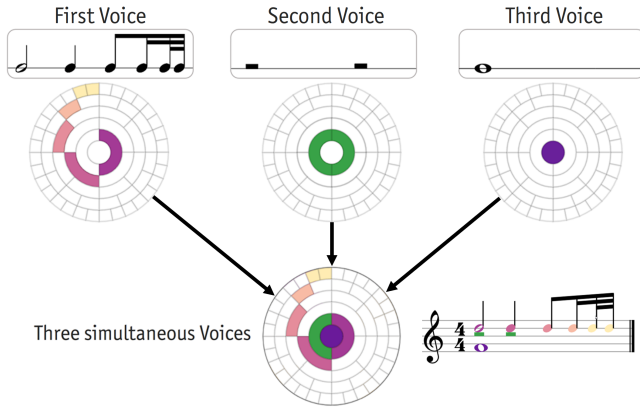 First Voice
Second Voice
Third Voice
Three simultaneous Voices
4
4